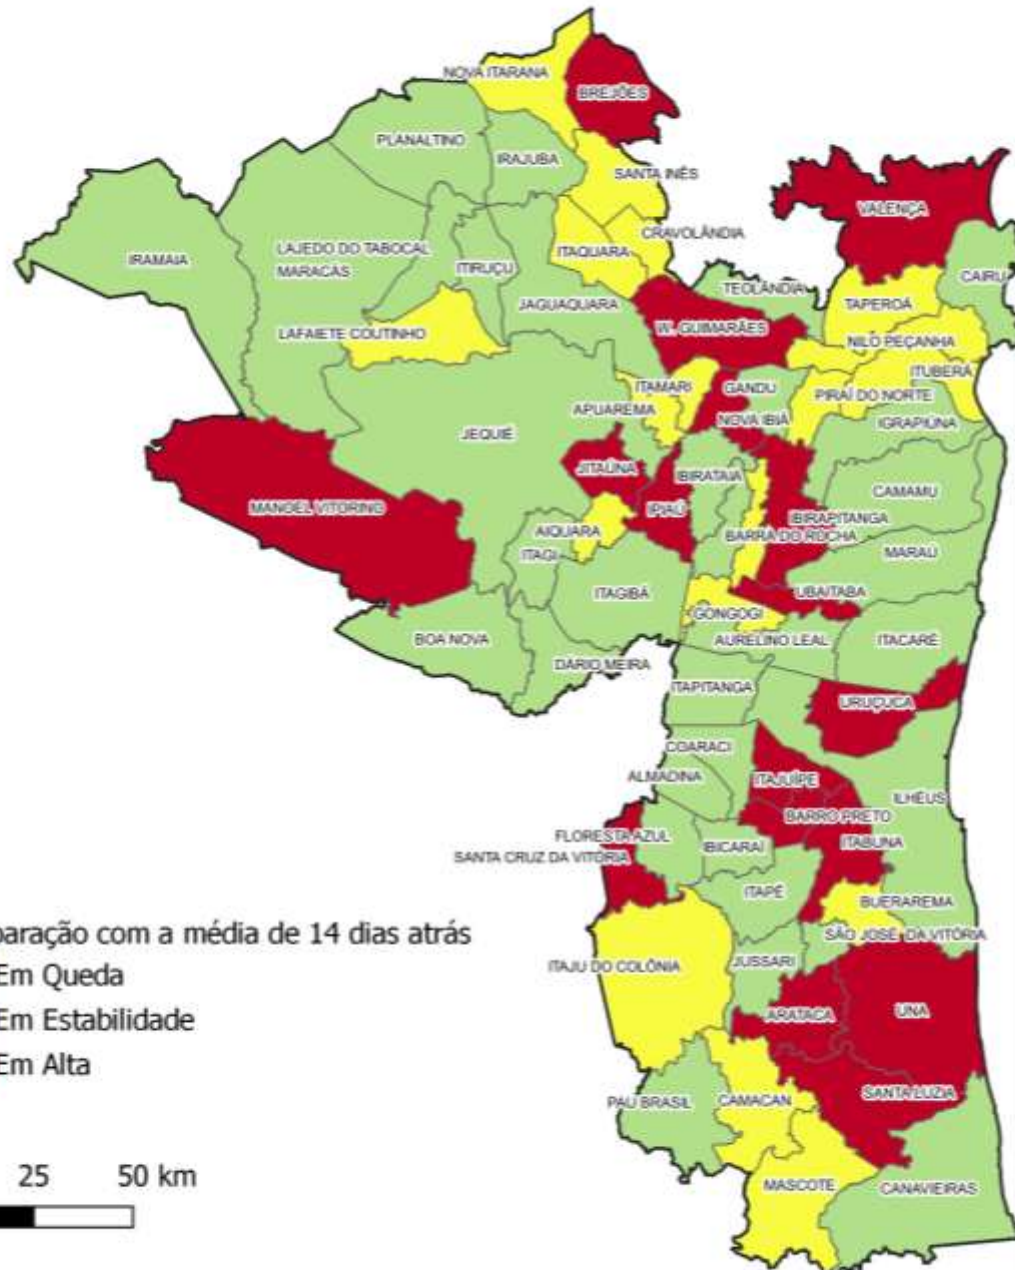 NOVA ITARANA
BREJÕES
PLANALTINO
IRAJUBA
SANTA INÊS
VALENÇA
IRAMAIA
LAJEDO DO TABOCAL
MARACÁS
ITIRUÇU
ITAQUARA
CRAVOLÂNDIA
TEOLÂNDIA
CAIRU
JAGUAQUARA
TAPEROÁ
LAFAIETE COUTINHO
W. GUIMARÃES
NILO PEÇANHA
ITUBERÁ
ITAMARI
GANDU
PIRAÍ DO NORTE
APUAREMA
NOVA IBIÁ
IGRAPIÚNA
JEQUIÉ
JITAÚNA
IBIRATAIA
CAMAMU
MANOEL VITORINO
IPIAÚ
IBIRAPITANGA
AIQUARA
BARRA DO ROCHA
ITAGI
MARAÚ
ITAGIBÁ
UBAITABA
GONGOGI
BOA NOVA
AURELINO LEAL
ITACARÉ
DÁRIO MEIRA
ITAPITANGA
URUÇUCA
COARACI
ALMADINA
ITAJUÍPE
ILHÉUS
BARRO PRETO
FLORESTA AZUL
IBICARAÍ
ITABUNA
SANTA CRUZ DA VITÓRIA
ITAPÉ
BUERAREMA
paração com a média de 14 dias atrás
SÃO JOSÉ DA VITÓRIA
ITAJU DO COLÔNIA
JUSSARI
Em Queda
ARATACA
UNA
Em Estabilidade
Em Alta
SANTA LUZIA
PAU BRASIL
CAMACAN
25 50 km
MASCOTE
CANAVIEIRAS